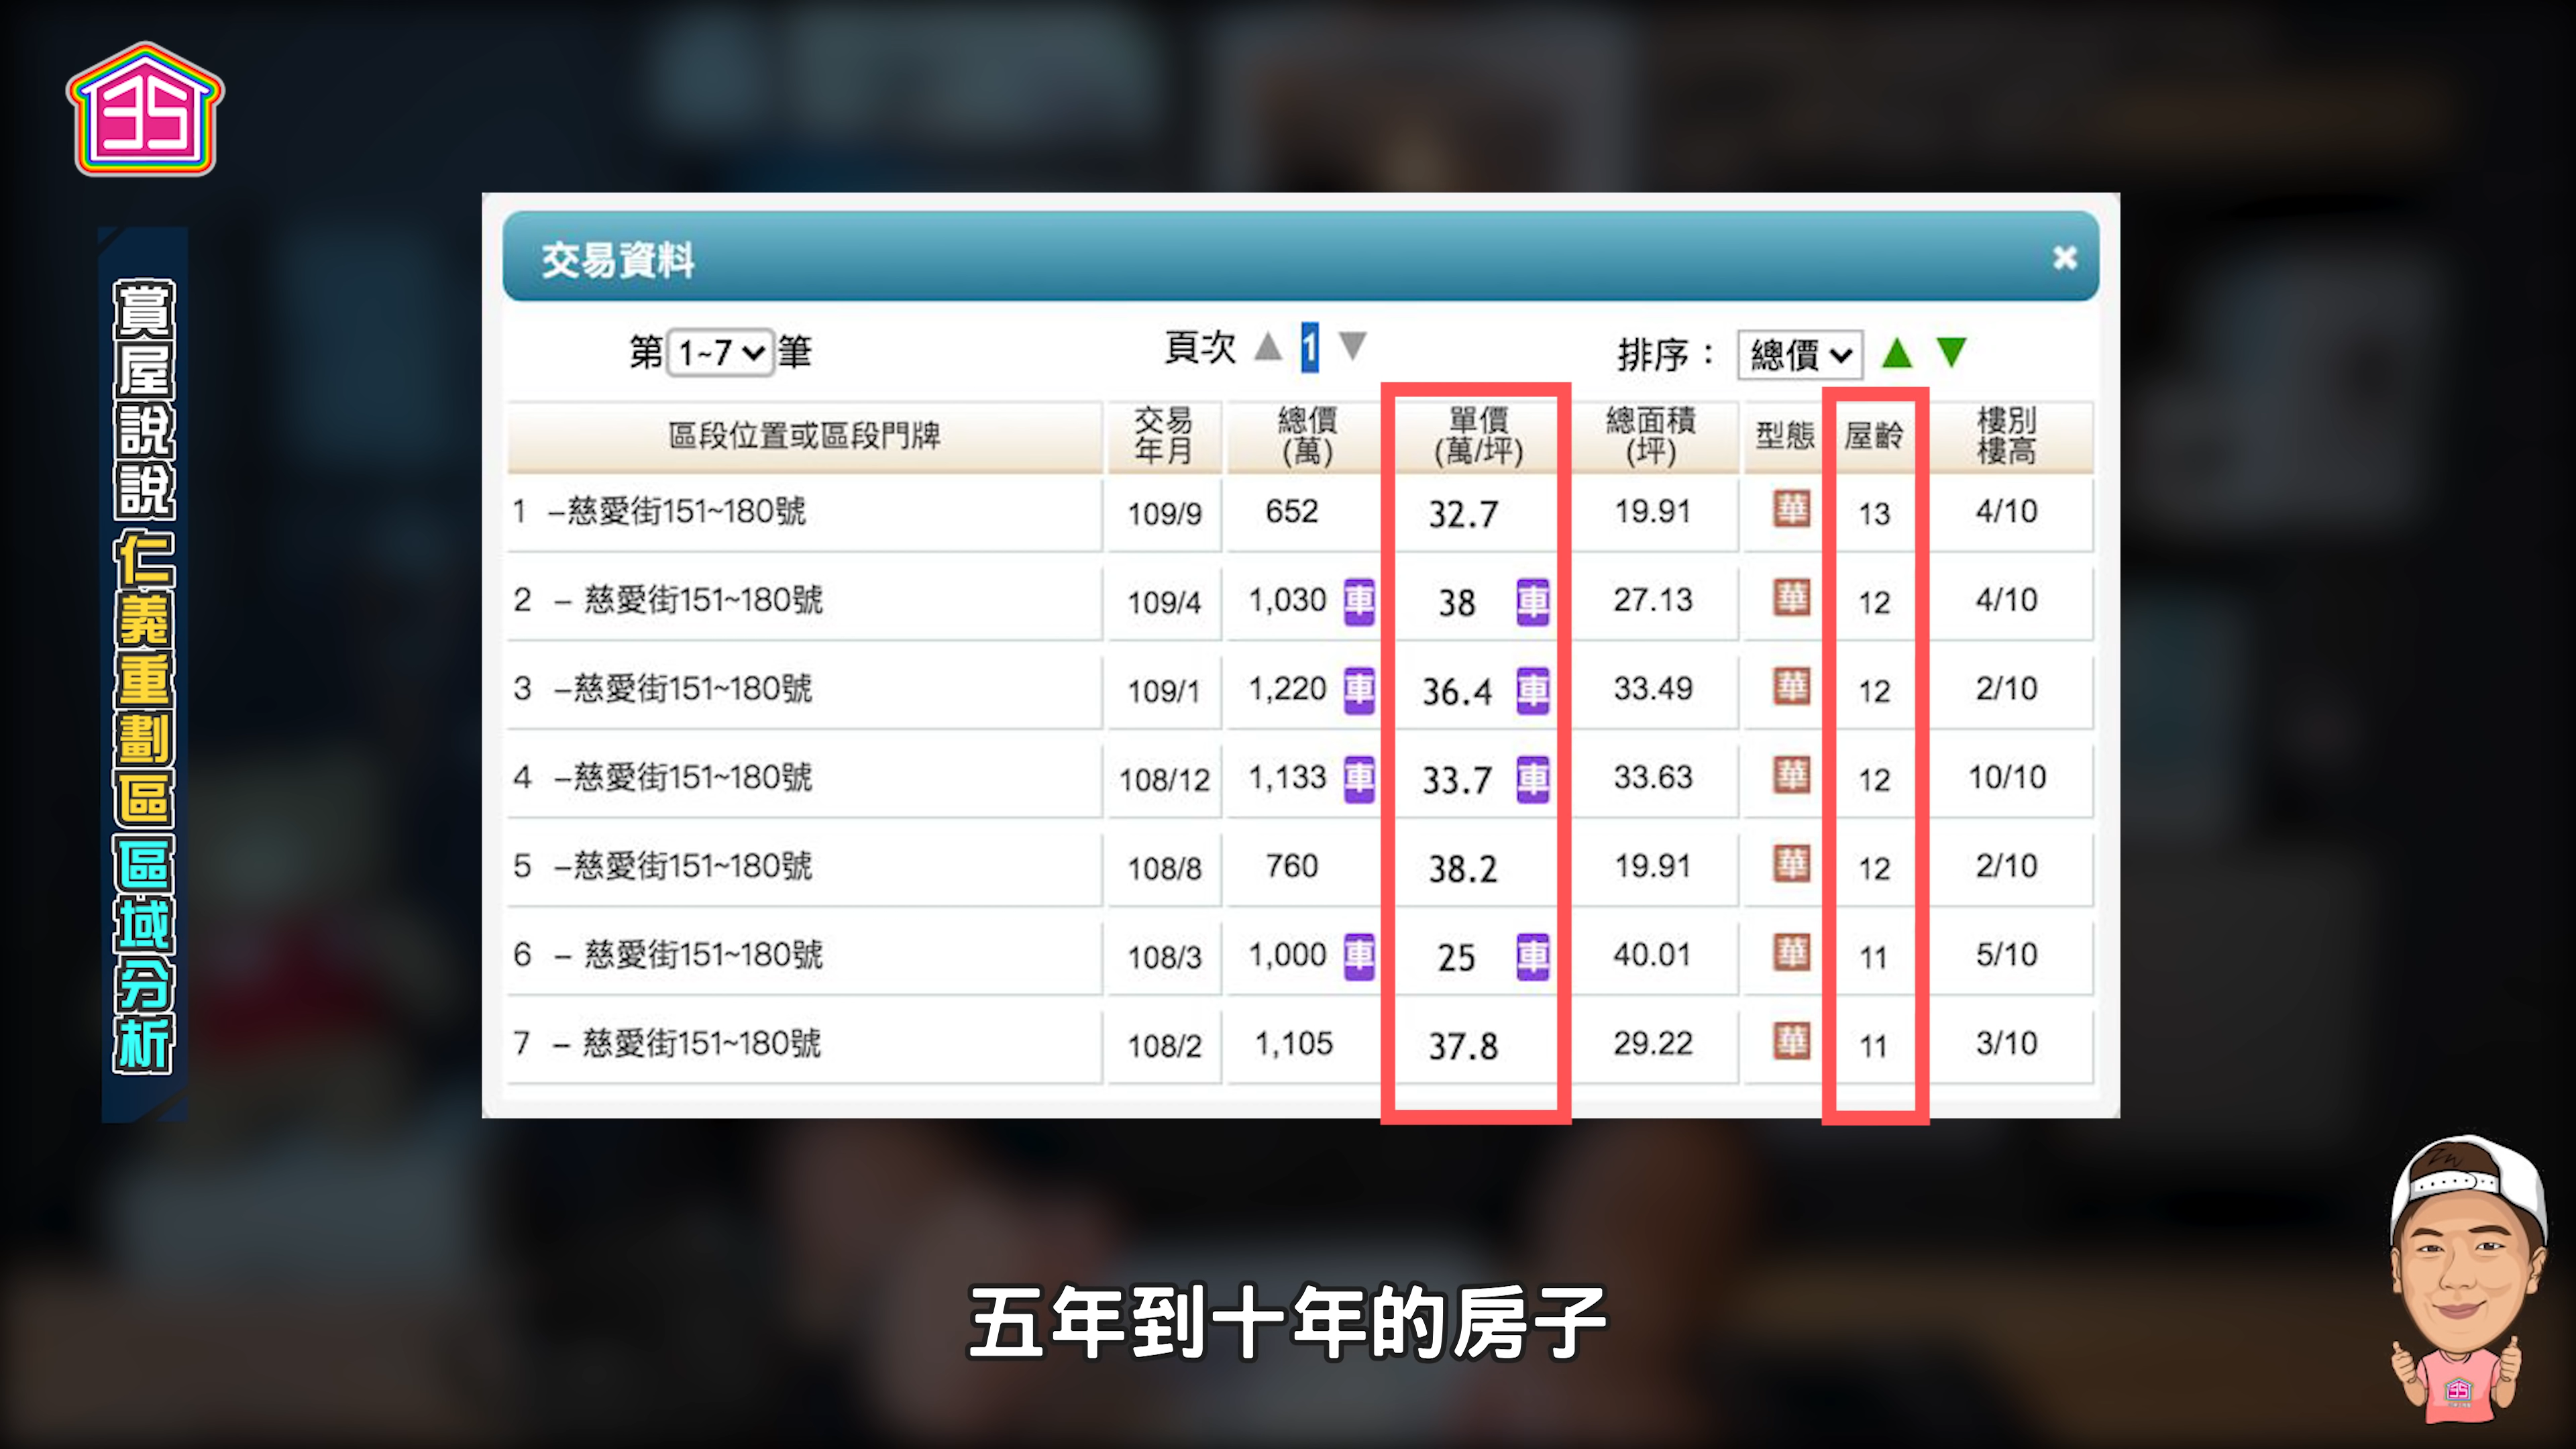 35
賞屋說說 仁義重劃區 區域分析
交易資料 ✖
第 1~7 筆 頁次 ▲ 1 ▼ 排序： 總價 ▲ ▼
區段位置或區段門牌 交易年月 總價(萬) 單價(萬/坪) 總面積(坪) 型態 屋齡 樓別樓高
1 –慈愛街151~180號 109/9 652 32.7 19.91 華 13 4/10
2 – 慈愛街151~180號 109/4 1,030 車 38 車 27.13 華 12 4/10
3 –慈愛街151~180號 109/1 1,220 車 36.4 車 33.49 華 12 2/10
4 –慈愛街151~180號 108/12 1,133 車 33.7 車 33.63 華 12 10/10
5 –慈愛街151~180號 108/8 760 38.2 19.91 華 12 2/10
6 – 慈愛街151~180號 108/3 1,000 車 25 車 40.01 華 11 5/10
7 – 慈愛街151~180號 108/2 1,105 37.8 29.22 華 11 3/10
五年到十年的房子
35